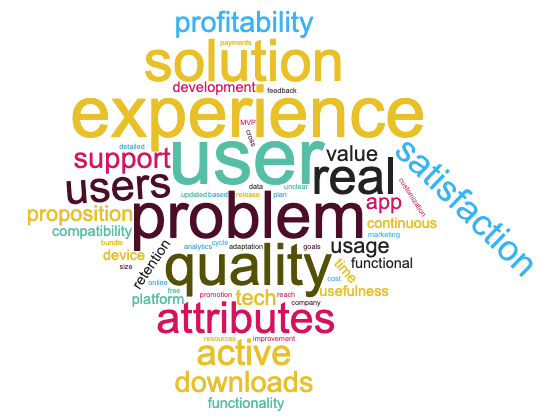 profitability
payments
solution
development
feedback
experience
MVP
cross
detailed
user
value
satisfaction
support
real
users
customization
data
unclear
updated
based
release
plan
app
proposition
problem
continuous
compatibility
marketing
bundle
analytics
cycle
adaptation
goals
usage
device
retention
quality
functional
size
time
online
cost
free
usefulness
platform
promotion
tech
reach
company
attributes
resources
improvement
active
downloads
functionality